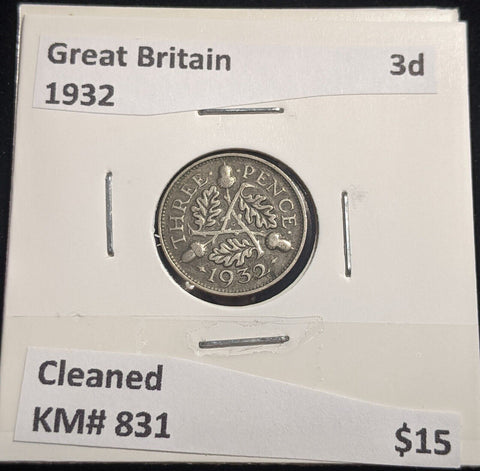 Great Britain 3d
1932
THREE · PENCE ·
1932
Cleaned
KM# 831 $15